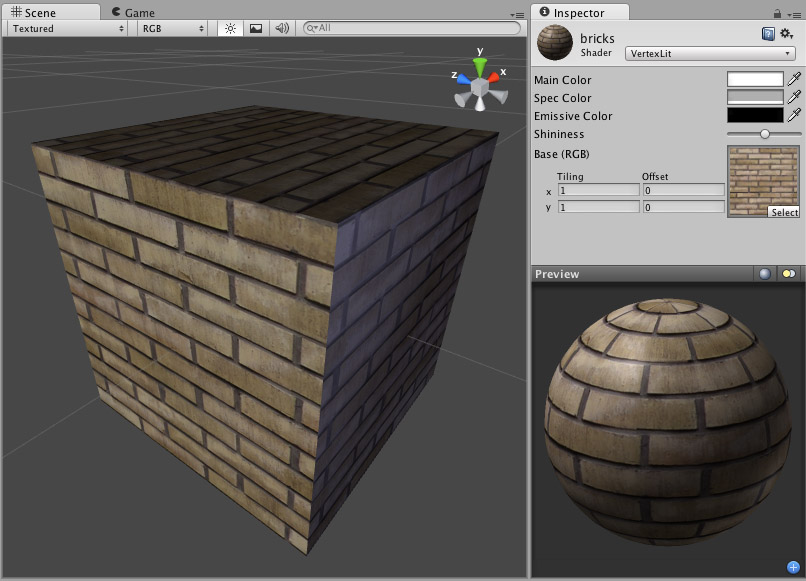 Scene
Game
Textured
RGB
All
y
z
x
Inspector
bricks
Shader
VertexLit
Main Color
Spec Color
Emissive Color
Shininess
Base (RGB)
Tiling
Offset
x
1
0
y
1
0
Select
Preview